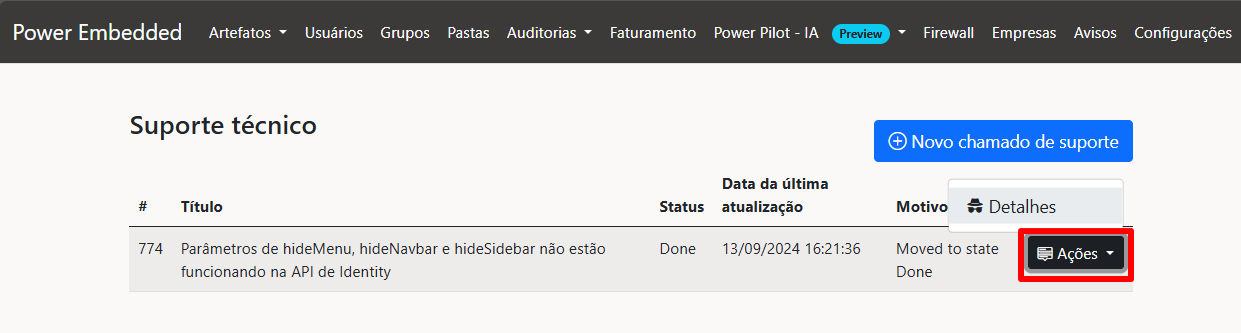 Power Embedded Artefatos Usuários Grupos Pastas Auditorias Faturamento Power Pilot - IA Preview Firewall Empresas Avisos Configurações
Suporte técnico
Novo chamado de suporte
# Título Status Data da última atualização Motivo
Detalhes
774 Parâmetros de hideMenu, hideNavbar e hideSidebar não estão funcionando na API de Identity Done 13/09/2024 16:21:36 Moved to state Done Ações